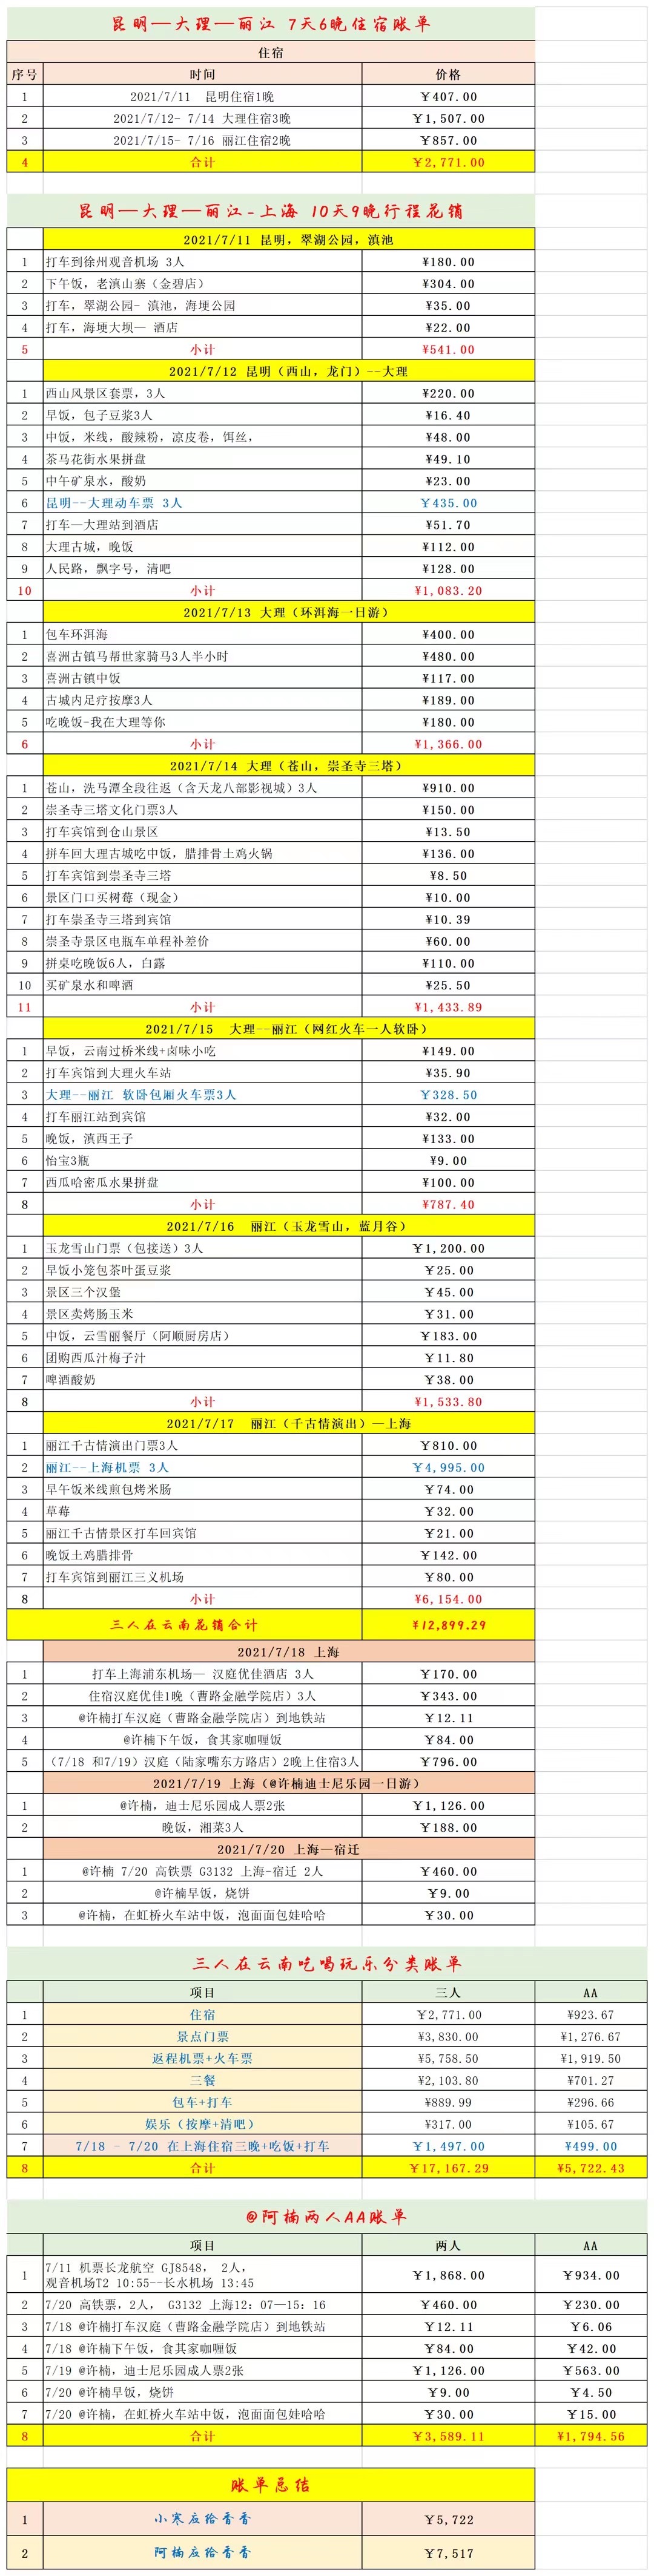 昆明—大理—丽江 7天6晚住宿账单
住宿
序号 时间 价格
1 2021/7/11 昆明住宿1晚 ￥407.00
2 2021/7/12- 7/14 大理住宿3晚 ￥1,507.00
3 2021/7/15- 7/16 丽江住宿2晚 ￥857.00
4 合计 ￥2,771.00
昆明—大理—丽江-上海 10天9晚行程花销
2021/7/11 昆明，翠湖公园，滇池
1 打车到徐州观音机场 3人 ¥180.00
2 下午饭，老滇山寨（金碧店） ¥304.00
3 打车，翠湖公园- 滇池，海埂公园 ¥35.00
4 打车，海埂大坝— 酒店 ¥22.00
5 小计 ¥541.00
2021/7/12 昆明（西山，龙门）--大理
1 西山风景区套票，3人 ¥220.00
2 早饭，包子豆浆3人 ¥16.40
3 中饭，米线，酸辣粉，凉皮卷，饵丝， ¥48.00
4 茶马花街水果拼盘 ¥49.10
5 中午矿泉水，酸奶 ¥23.00
6 昆明--大理动车票 3人 ￥435.00
7 打车—大理站到酒店 ¥51.70
8 大理古城，晚饭 ¥112.00
9 人民路，飘字号，清吧 ¥128.00
10 小计 ¥1,083.20
2021/7/13 大理（环洱海一日游）
1 包车环洱海 ¥400.00
2 喜洲古镇马帮世家骑马3人半小时 ¥480.00
3 喜洲古镇中饭 ¥117.00
4 古城内足疗按摩3人 ¥189.00
5 吃晚饭-我在大理等你 ¥180.00
6 小计 ¥1,366.00
2021/7/14 大理（苍山，崇圣寺三塔）
1 苍山，洗马潭全段往返（含天龙八部影视城）3人 ¥910.00
2 崇圣寺三塔文化门票3人 ¥150.00
3 打车宾馆到仓山景区 ¥13.50
4 拼车回大理古城吃中饭，腊排骨土鸡火锅 ¥136.00
5 打车宾馆到崇圣寺三塔 ¥8.50
6 景区门口买树莓（现金） ¥10.00
7 打车崇圣寺三塔到宾馆 ¥10.39
8 崇圣寺景区电瓶车单程补差价 ¥60.00
9 拼桌吃晚饭6人，白露 ¥110.00
10 买矿泉水和啤酒 ¥25.50
11 小计 ¥1,433.89
2021/7/15 大理--丽江（网红火车一人软卧）
1 早饭，云南过桥米线+卤味小吃 ¥149.00
2 打车宾馆到大理火车站 ¥35.90
3 大理--丽江 软卧包厢火车票3人 ￥328.50
4 打车丽江站到宾馆 ¥32.00
5 晚饭，滇西王子 ¥133.00
6 怡宝3瓶 ¥9.00
7 西瓜哈密瓜水果拼盘 ¥100.00
8 小计 ¥787.40
2021/7/16 丽江（玉龙雪山，蓝月谷）
1 玉龙雪山门票（包接送）3人 ￥1,200.00
2 早饭小笼包茶叶蛋豆浆 ￥25.00
3 景区三个汉堡 ￥45.00
4 景区卖烤肠玉米 ￥31.00
5 中饭，云雪丽餐厅（阿顺厨房店） ￥183.00
6 团购西瓜汁梅子汁 ￥11.80
7 啤酒酸奶 ￥38.00
8 小计 ¥1,533.80
2021/7/17 丽江（千古情演出）—上海
1 丽江千古情演出门票3人 ￥810.00
2 丽江--上海机票 3人 ￥4,995.00
3 早午饭米线煎包烤米肠 ￥74.00
4 草莓 ￥32.00
5 丽江千古情景区打车回宾馆 ￥21.00
6 晚饭土鸡腊排骨 ￥142.00
7 打车宾馆到丽江三义机场 ￥80.00
8 小计 ￥6,154.00
三人在云南花销合计 ¥12,899.29
2021/7/18 上海
1 打车上海浦东机场— 汉庭优佳酒店 3人 ￥170.00
2 住宿汉庭优佳1晚（曹路金融学院店）3人 ￥343.00
3 @许楠打车汉庭（曹路金融学院店）到地铁站 ￥12.11
4 @许楠下午饭，食其家咖喱饭 ￥84.00
5 （7/18 和7/19）汉庭（陆家嘴东方路店）2晚上住宿3人 ￥796.00
2021/7/19 上海（@许楠迪士尼乐园一日游）
1 @许楠，迪士尼乐园成人票2张 ￥1,126.00
2 晚饭，湘菜3人 ￥188.00
2021/7/20 上海—宿迁
1 @许楠 7/20 高铁票 G3132 上海-宿迁 2人 ￥460.00
2 @许楠早饭，烧饼 ￥9.00
3 @许楠，在虹桥火车站中饭，泡面面包娃哈哈 ￥30.00
三人在云南吃喝玩乐分类账单
项目 三人 AA
1 住宿 ￥2,771.00 ¥923.67
2 景点门票 ¥3,830.00 ¥1,276.67
3 返程机票+火车票 ¥5,758.50 ¥1,919.50
4 三餐 ¥2,103.80 ¥701.27
5 包车+打车 ¥889.99 ¥296.66
6 娱乐（按摩+清吧） ¥317.00 ¥105.67
7 7/18 - 7/20 在上海住宿三晚+吃饭+打车 ￥1,497.00 ¥499.00
8 合计 ￥17,167.29 ¥5,722.43
@阿楠两人AA账单
项目 两人 AA
1 7/11 机票长龙航空 GJ8548， 2人，
观音机场T2 10:55--长水机场 13:45 ￥1,868.00 ￥934.00
2 7/20 高铁票，2人， G3132 上海12：07—15：16 ￥460.00 ￥230.00
3 7/18 @许楠打车汉庭（曹路金融学院店）到地铁站 ￥12.11 ￥6.06
4 7/18 @许楠下午饭，食其家咖喱饭 ￥84.00 ￥42.00
5 7/19 @许楠，迪士尼乐园成人票2张 ￥1,126.00 ￥563.00
6 7/20 @许楠早饭，烧饼 ￥9.00 ￥4.50
7 7/20 @许楠，在虹桥火车站中饭，泡面面包娃哈哈 ￥30.00 ￥15.00
8 合计 ￥3,589.11 ¥1,794.56
账单总结
1 小寒应给香香 ￥5,722
2 阿楠应给香香 ￥7,517